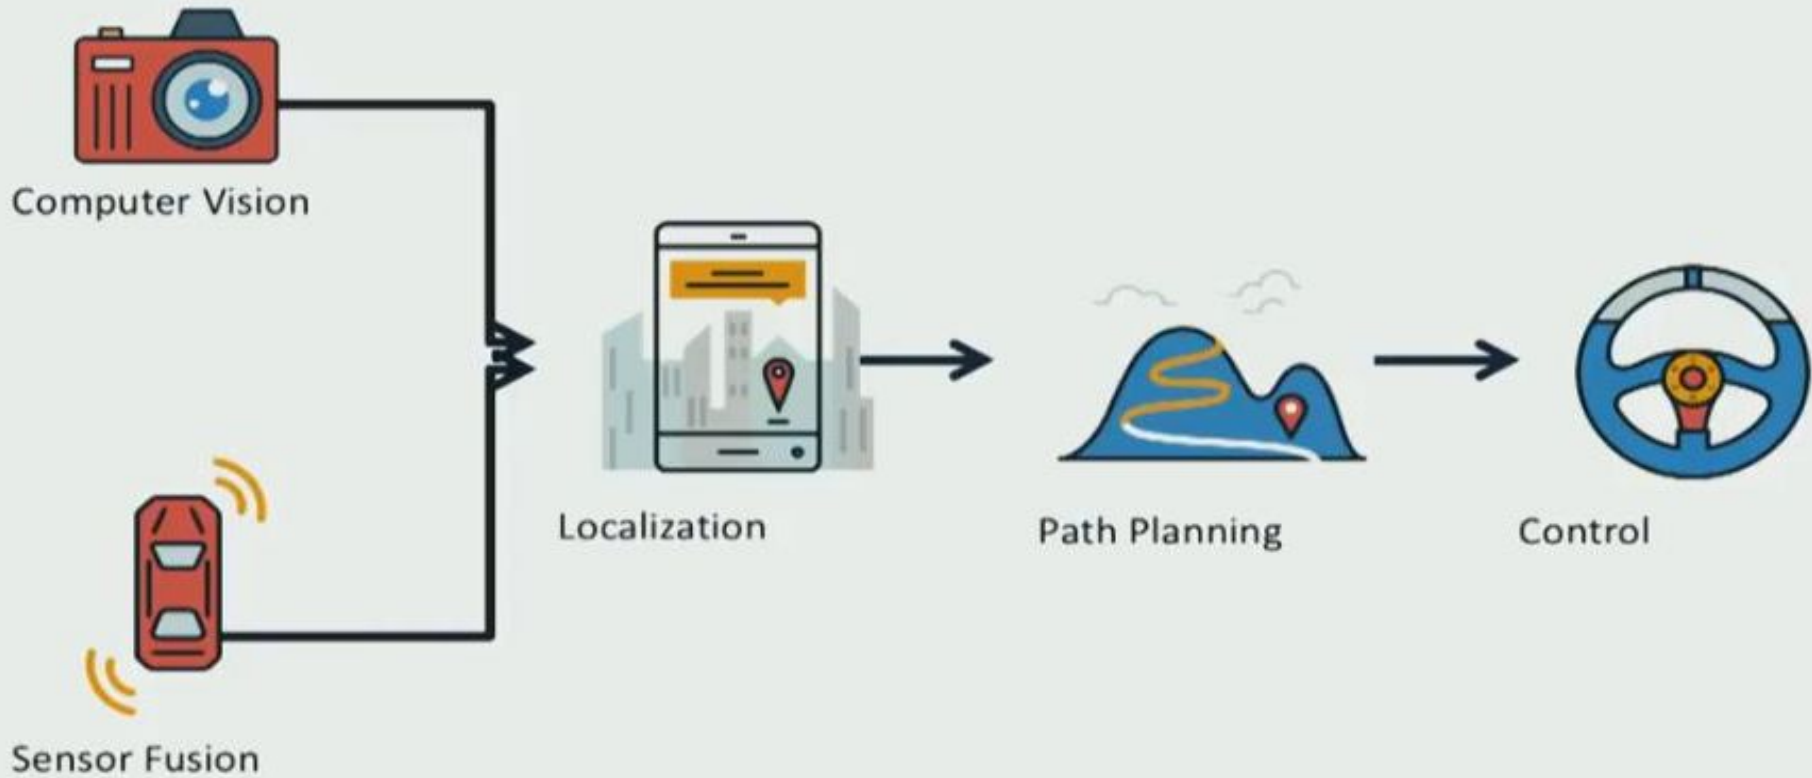 Computer Vision
Localization
Path Planning
Control
Sensor Fusion